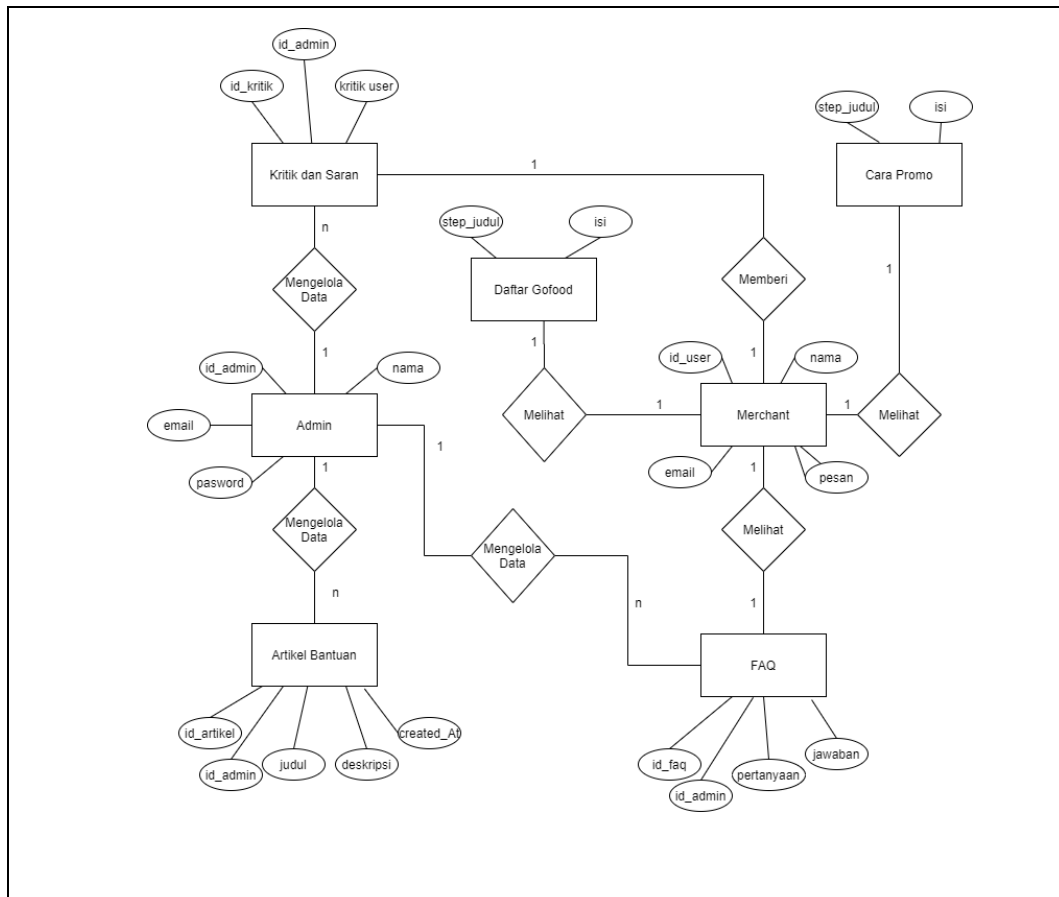 id_admin
id_kritik
kritik user
step_judul
isi
Kritik dan Saran
1
Cara Promo
n
step_judul
isi
Mengelola
Data
Daftar Gofood
Memberi
1
1
1
1
id_admin
nama
id_user
nama
email
Admin
Melihat
1
Merchant
1
Melihat
1
1
1
pasword
email
pesan
Mengelola
Data
Melihat
Mengelola
Data
n
n
1
Artikel Bantuan
FAQ
id_artikel
created_At
id_admin
judul
deskripsi
id_faq
id_admin
pertanyaan
jawaban